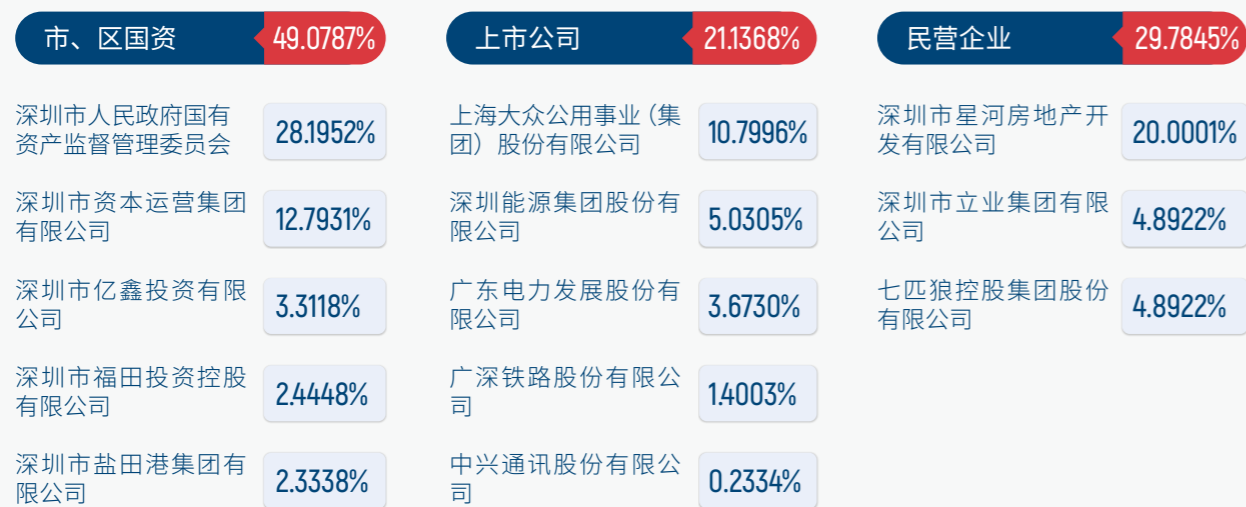 市、区国资
49.0787%
深圳市人民政府国有
资产监督管理委员会
28.1952%
深圳市资本运营集团
有限公司
12.7931%
深圳市亿鑫投资有限
公司
3.3118%
深圳市福田投资控股
有限公司
2.4448%
深圳市盐田港集团有
限公司
2.3338%
上市公司
21.1368%
上海大众公用事业（集
团）股份有限公司
10.7996%
深圳能源集团股份有
限公司
5.0305%
广东电力发展股份有
限公司
3.6730%
广深铁路股份有限公
司
1.4003%
中兴通讯股份有限公
司
0.2334%
民营企业
29.7845%
深圳市星河房地产开
发有限公司
20.0001%
深圳市立业集团有限
公司
4.8922%
七匹狼控股集团股份
有限公司
4.8922%